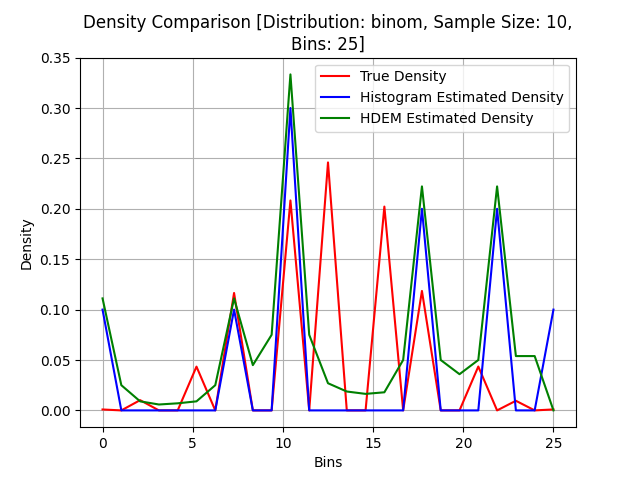 Density Comparison [Distribution: binom, Sample Size: 10,
Bins: 25]
True Density
Histogram Estimated Density
HDEM Estimated Density
0.35
0.30
0.25
0.20
0.15
0.10
0.05
0.00
Density
0 5 10 15 20 25
Bins